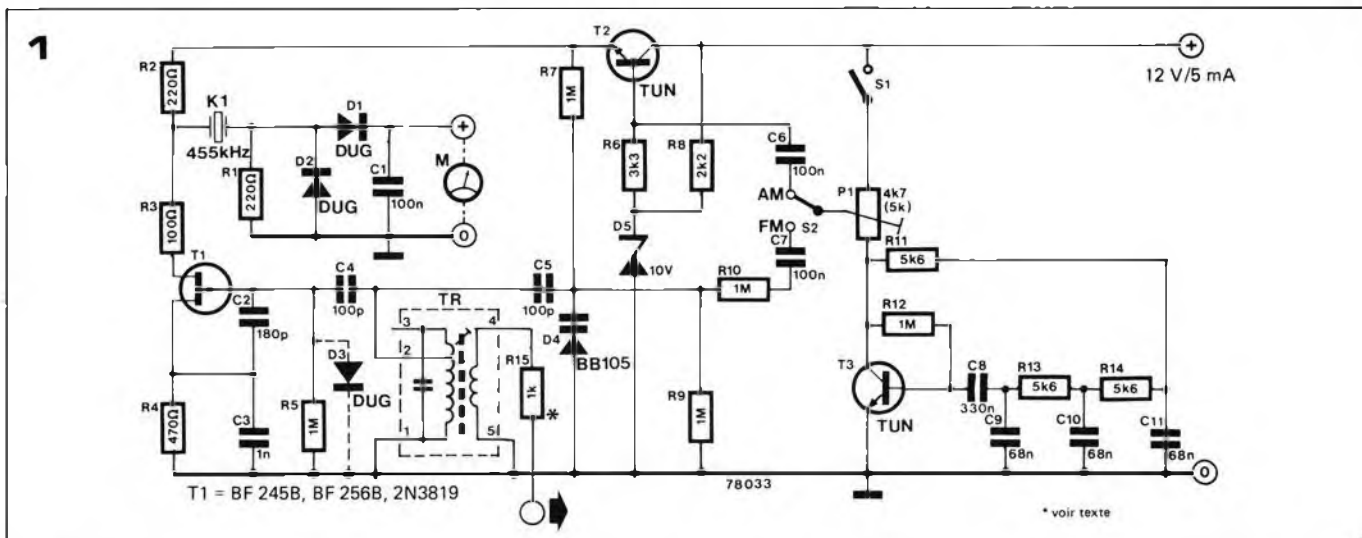 1
R2
220Ω
K1
455kHz
R1
220Ω
D1
DUG
D2
DUG
C1
100n
M
+
0
R3
100Ω
T1
C2
180p
R4
470Ω
C3
1n
D3
DUG
R5
1M
C4
100p
TR
3
2
1
4
5
R15
1k
*
C5
100p
D4
BB105
R7
1M
T2
TUN
R6
3k3
R8
2k2
D5
10V
R9
1M
R10
1M
C6
100n
AM
FM
S2
C7
100n
S1
P1
4k7
(5k)
R11
5k6
R12
1M
T3
TUN
C8
330n
R13
5k6
R14
5k6
C9
68n
C10
68n
C11
68n
+
12 V/5 mA
0
T1 = BF 245B, BF 256B, 2N3819
78033
* voir texte